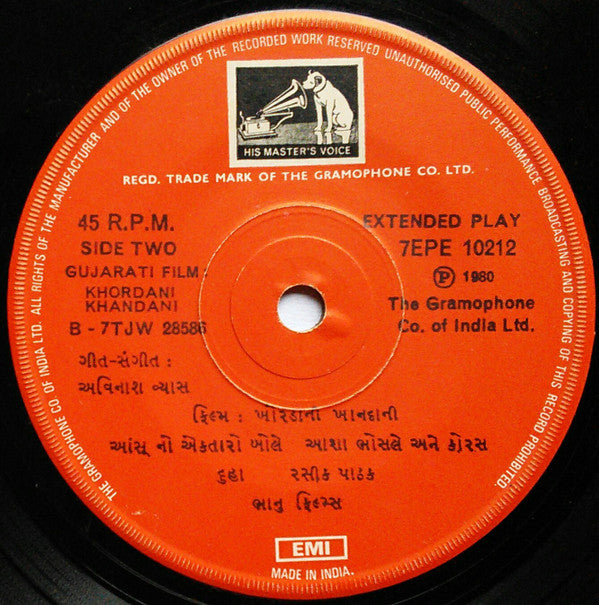 THE GRAMOPHONE CO. OF INDIA LTD. ALL RIGHTS OF THE MANUFACTURER AND OF THE OWNER OF THE RECORDED WORK RESERVED UNAUTHORISED PUBLIC PERFORMANCE BROADCASTING AND COPYING OF THIS RECORD PROHIBITED.
HIS MASTER'S VOICE
REGD. TRADE MARK OF THE GRAMOPHONE CO. LTD.
45 R.P.M.
SIDE TWO
GUJARATI FILM:
KHORDANI
KHANDANI
B - 7TJW 28586
EXTENDED PLAY
7EPE 10212
Ⓟ 1980
The Gramophone
Co. of India Ltd.
ગીત-સંગીત :
અવિનાશ વ્યાસ
ફિલ્મ : ખોરડાની ખાનદાની
આંસૂ નો એકતારો બોલે આશા ભોસલે અને કોરસ
દુહા રસીક પાઠક
ભાનુ ફિલ્મ્સ
EMI
MADE IN INDIA.